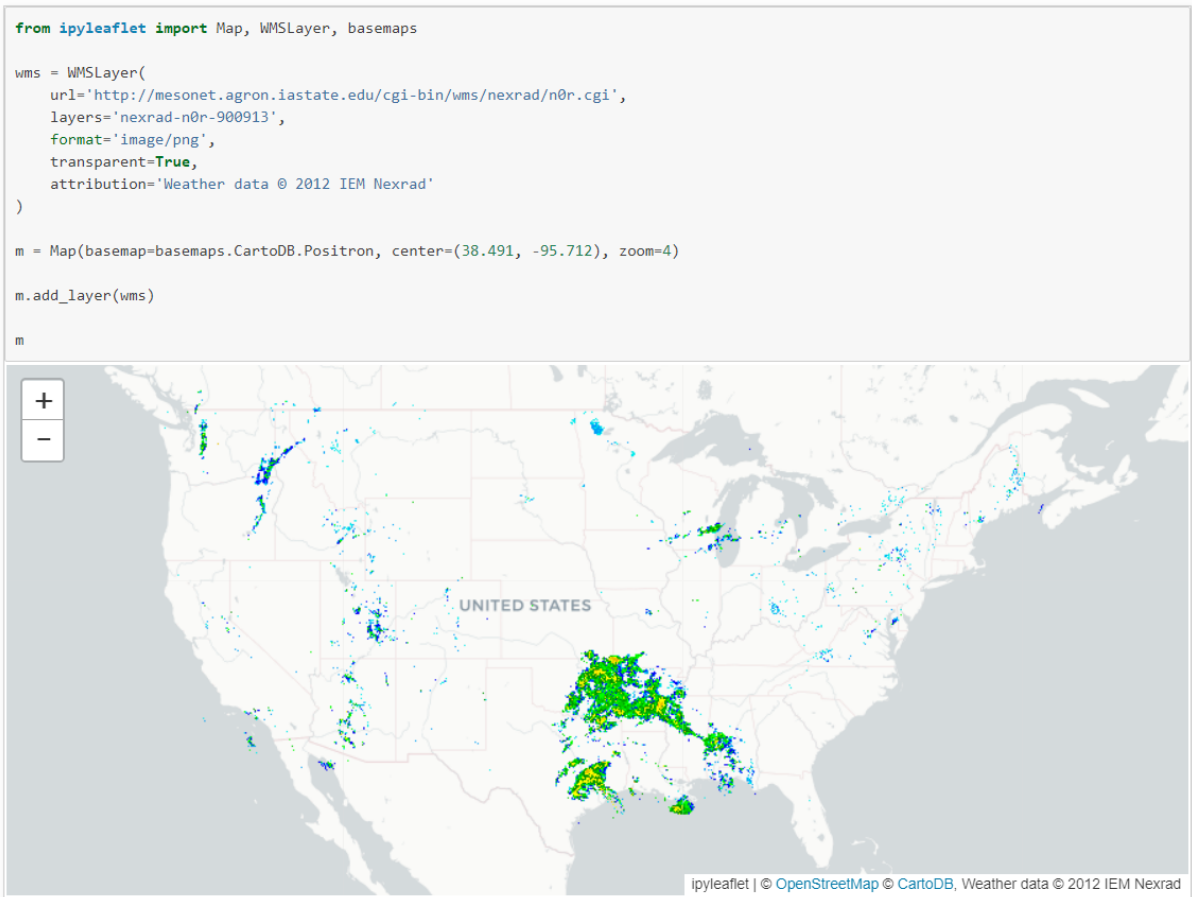 from ipyleaflet import Map, WMSLayer, basemaps
wms = WMSLayer(
    url='http://mesonet.agron.iastate.edu/cgi-bin/wms/nexrad/n0r.cgi',
    layers='nexrad-n0r-900913',
    format='image/png',
    transparent=True,
    attribution='Weather data © 2012 IEM Nexrad'
)
m = Map(basemap=basemaps.CartoDB.Positron, center=(38.491, -95.712), zoom=4)
m.add_layer(wms)
m
+
−
UNITED STATES
ipyleaflet | © OpenStreetMap © CartoDB, Weather data © 2012 IEM Nexrad